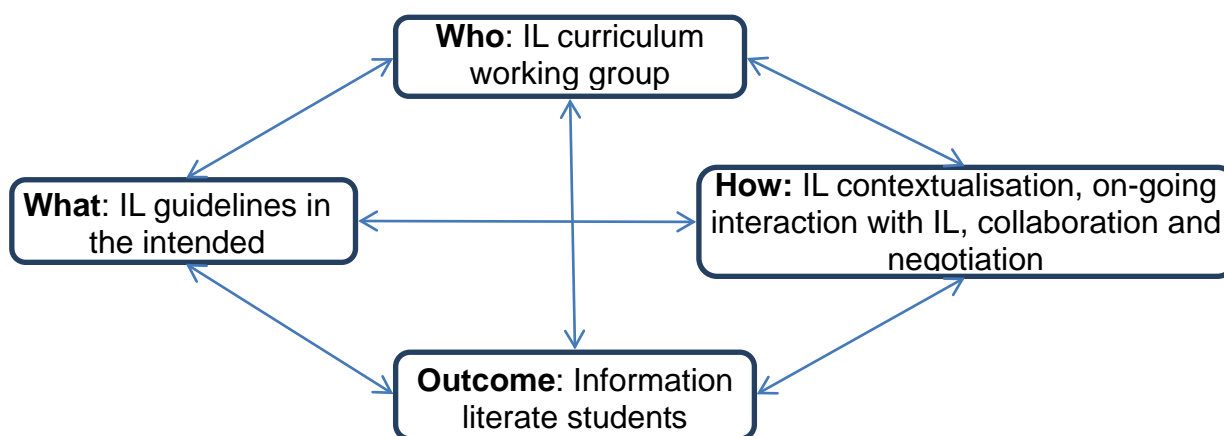 Who: IL curriculum
working group
What: IL guidelines in
the intended
How: IL contextualisation, on-going
interaction with IL, collaboration and
negotiation
Outcome: Information
literate students